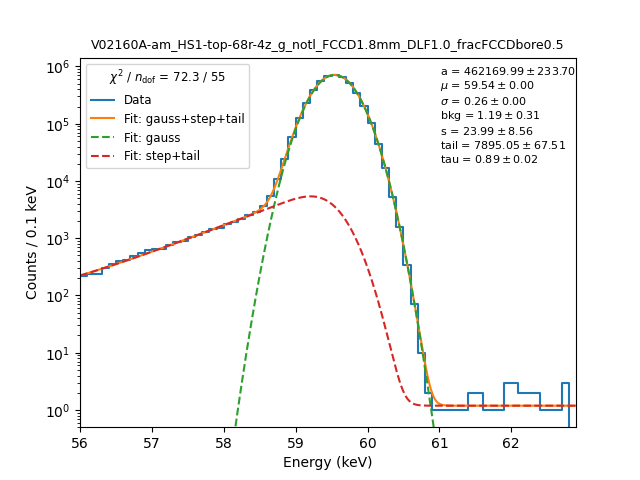 V02160A-am_HS1-top-68r-4z_g_notl_FCCD1.8mm_DLF1.0_fracFCCDbore0.5
χ² / n_dof = 72.3 / 55
Data
Fit: gauss+step+tail
Fit: gauss
Fit: step+tail
a = 462169.99 ± 233.70
μ = 59.54 ± 0.00
σ = 0.26 ± 0.00
bkg = 1.19 ± 0.31
s = 23.99 ± 8.56
tail = 7895.05 ± 67.51
tau = 0.89 ± 0.02
Counts / 0.1 keV
10⁶
10⁵
10⁴
10³
10²
10¹
10⁰
56 57 58 59 60 61 62
Energy (keV)